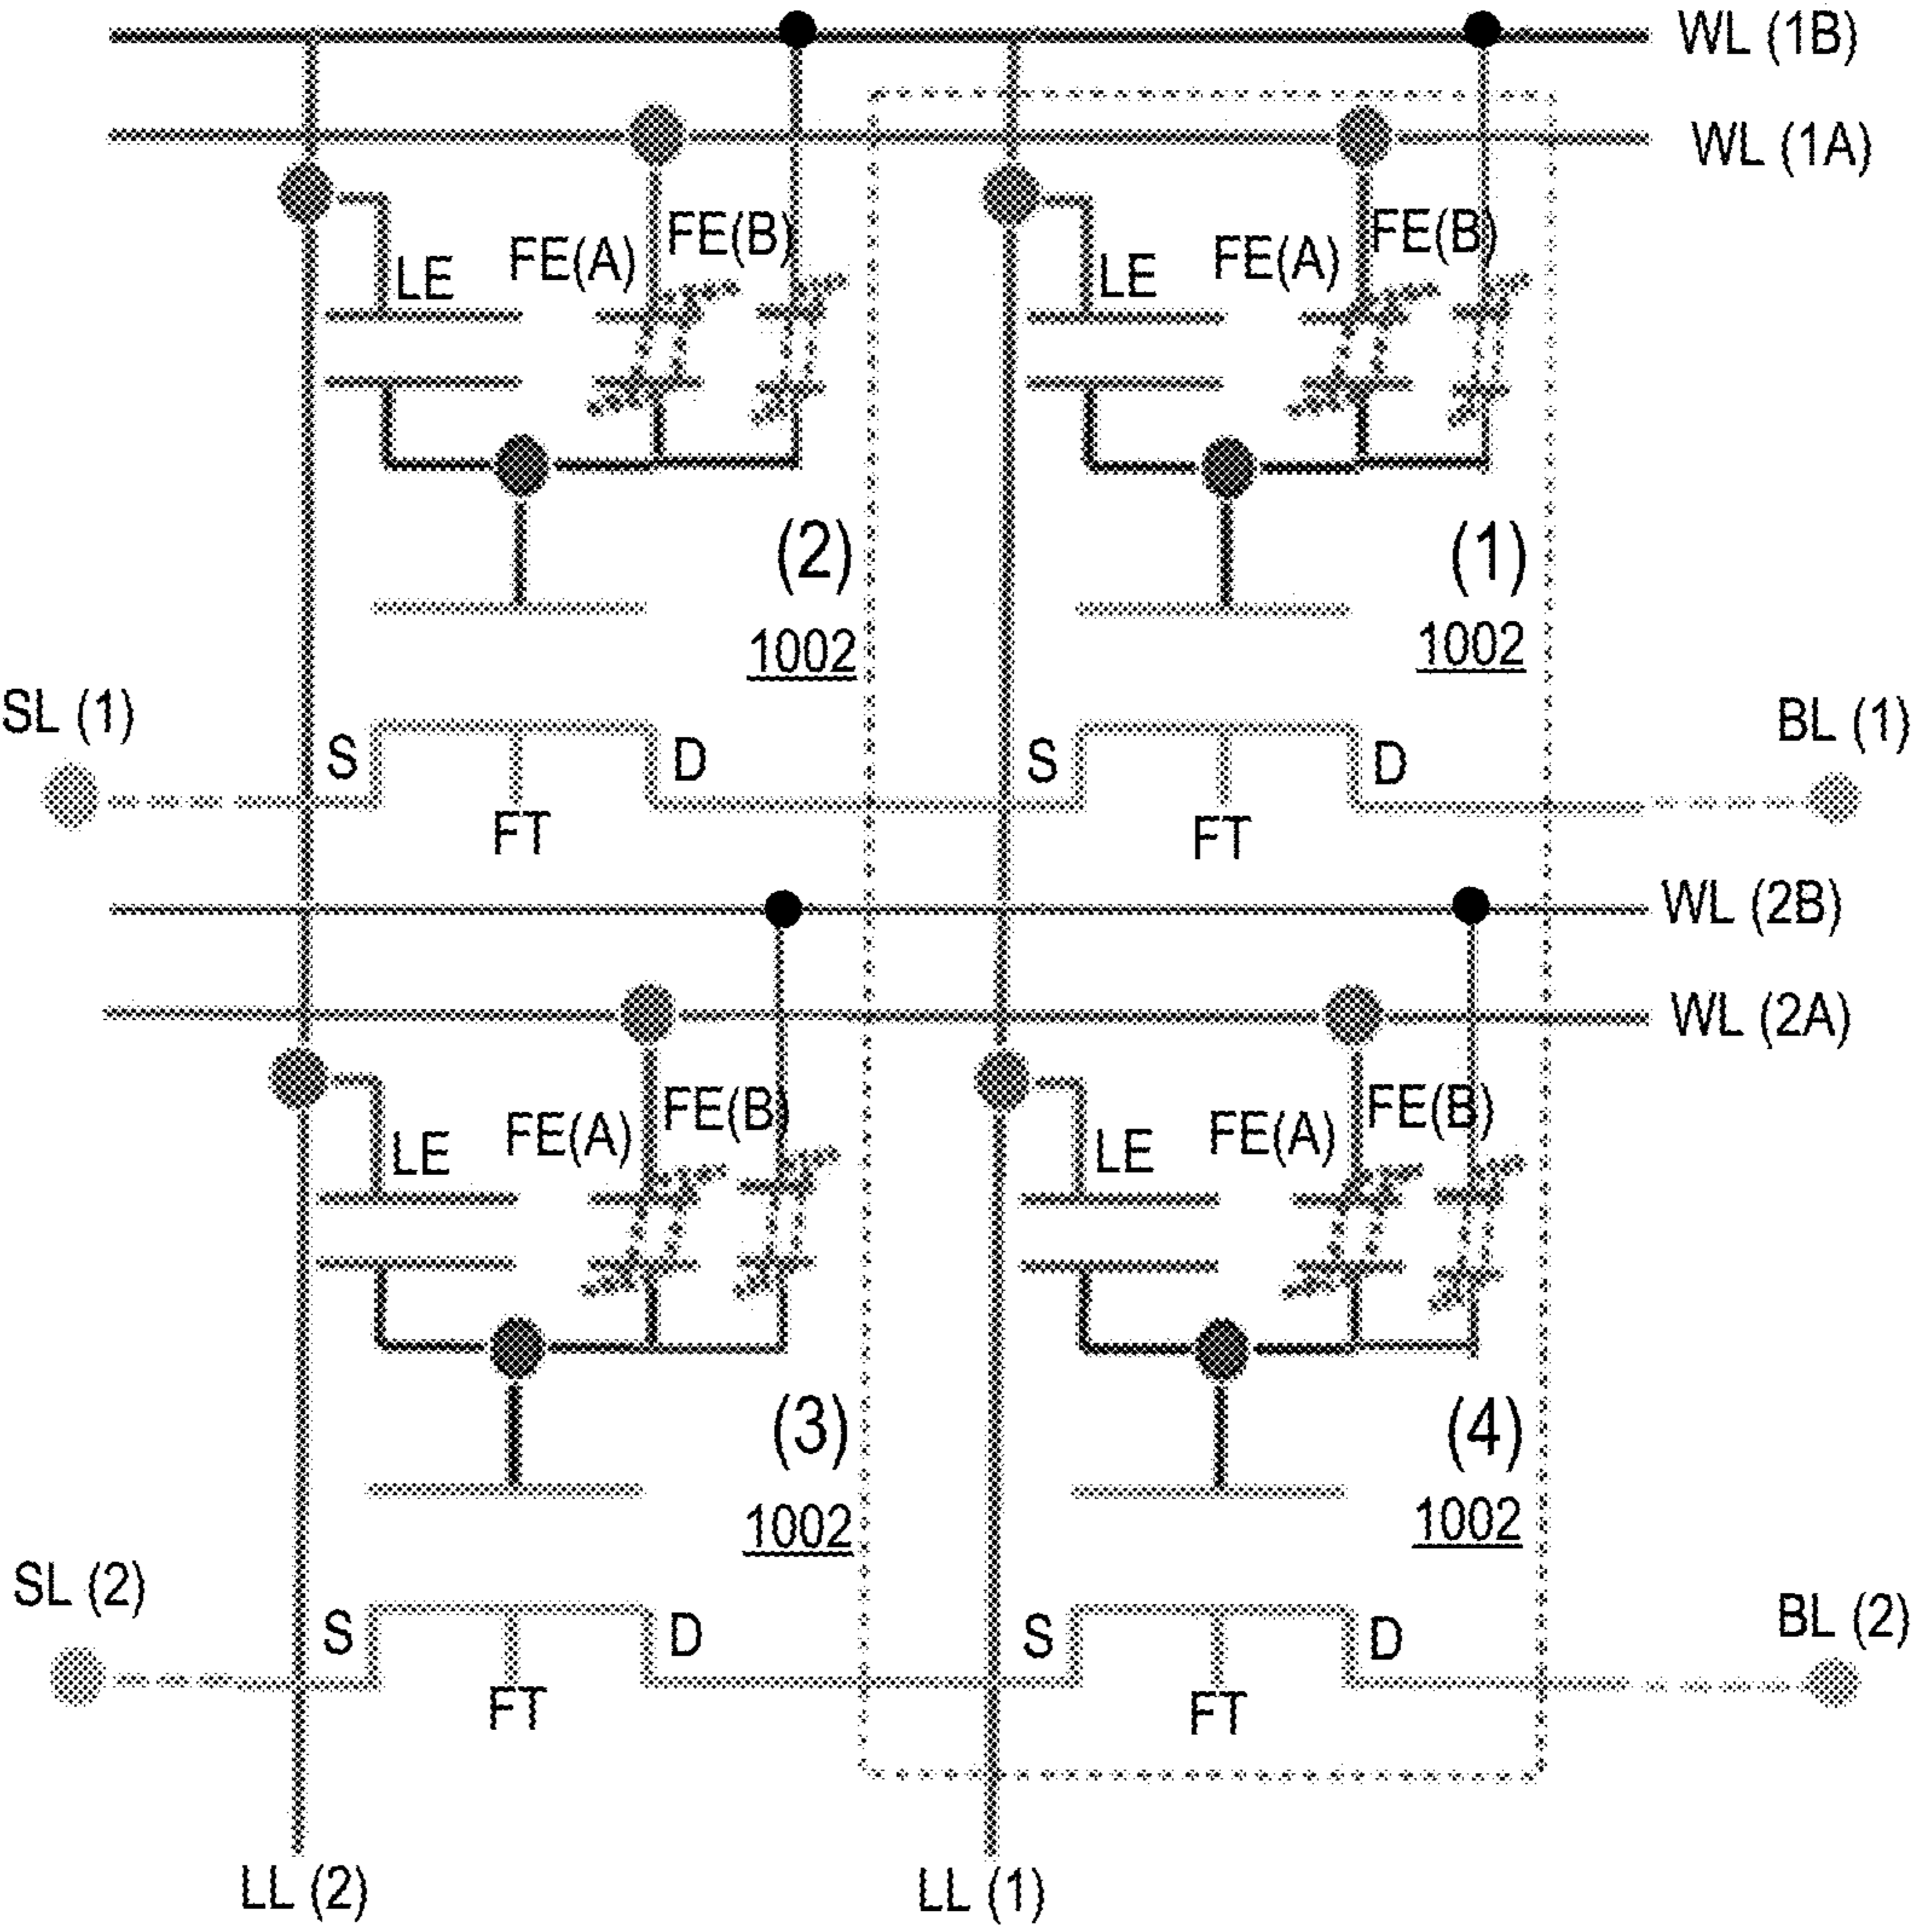 WL (1B)
WL (1A)
FE(A) FE(B) FE(A) FE(B)
LE LE
(2) (1)
1002 1002
SL (1) S D S D BL (1)
FT FT
WL (2B)
WL (2A)
FE(A) FE(B) FE(A) FE(B)
LE LE
(3) (4)
1002 1002
SL (2) S D S D BL (2)
FT FT
LL (2) LL (1)